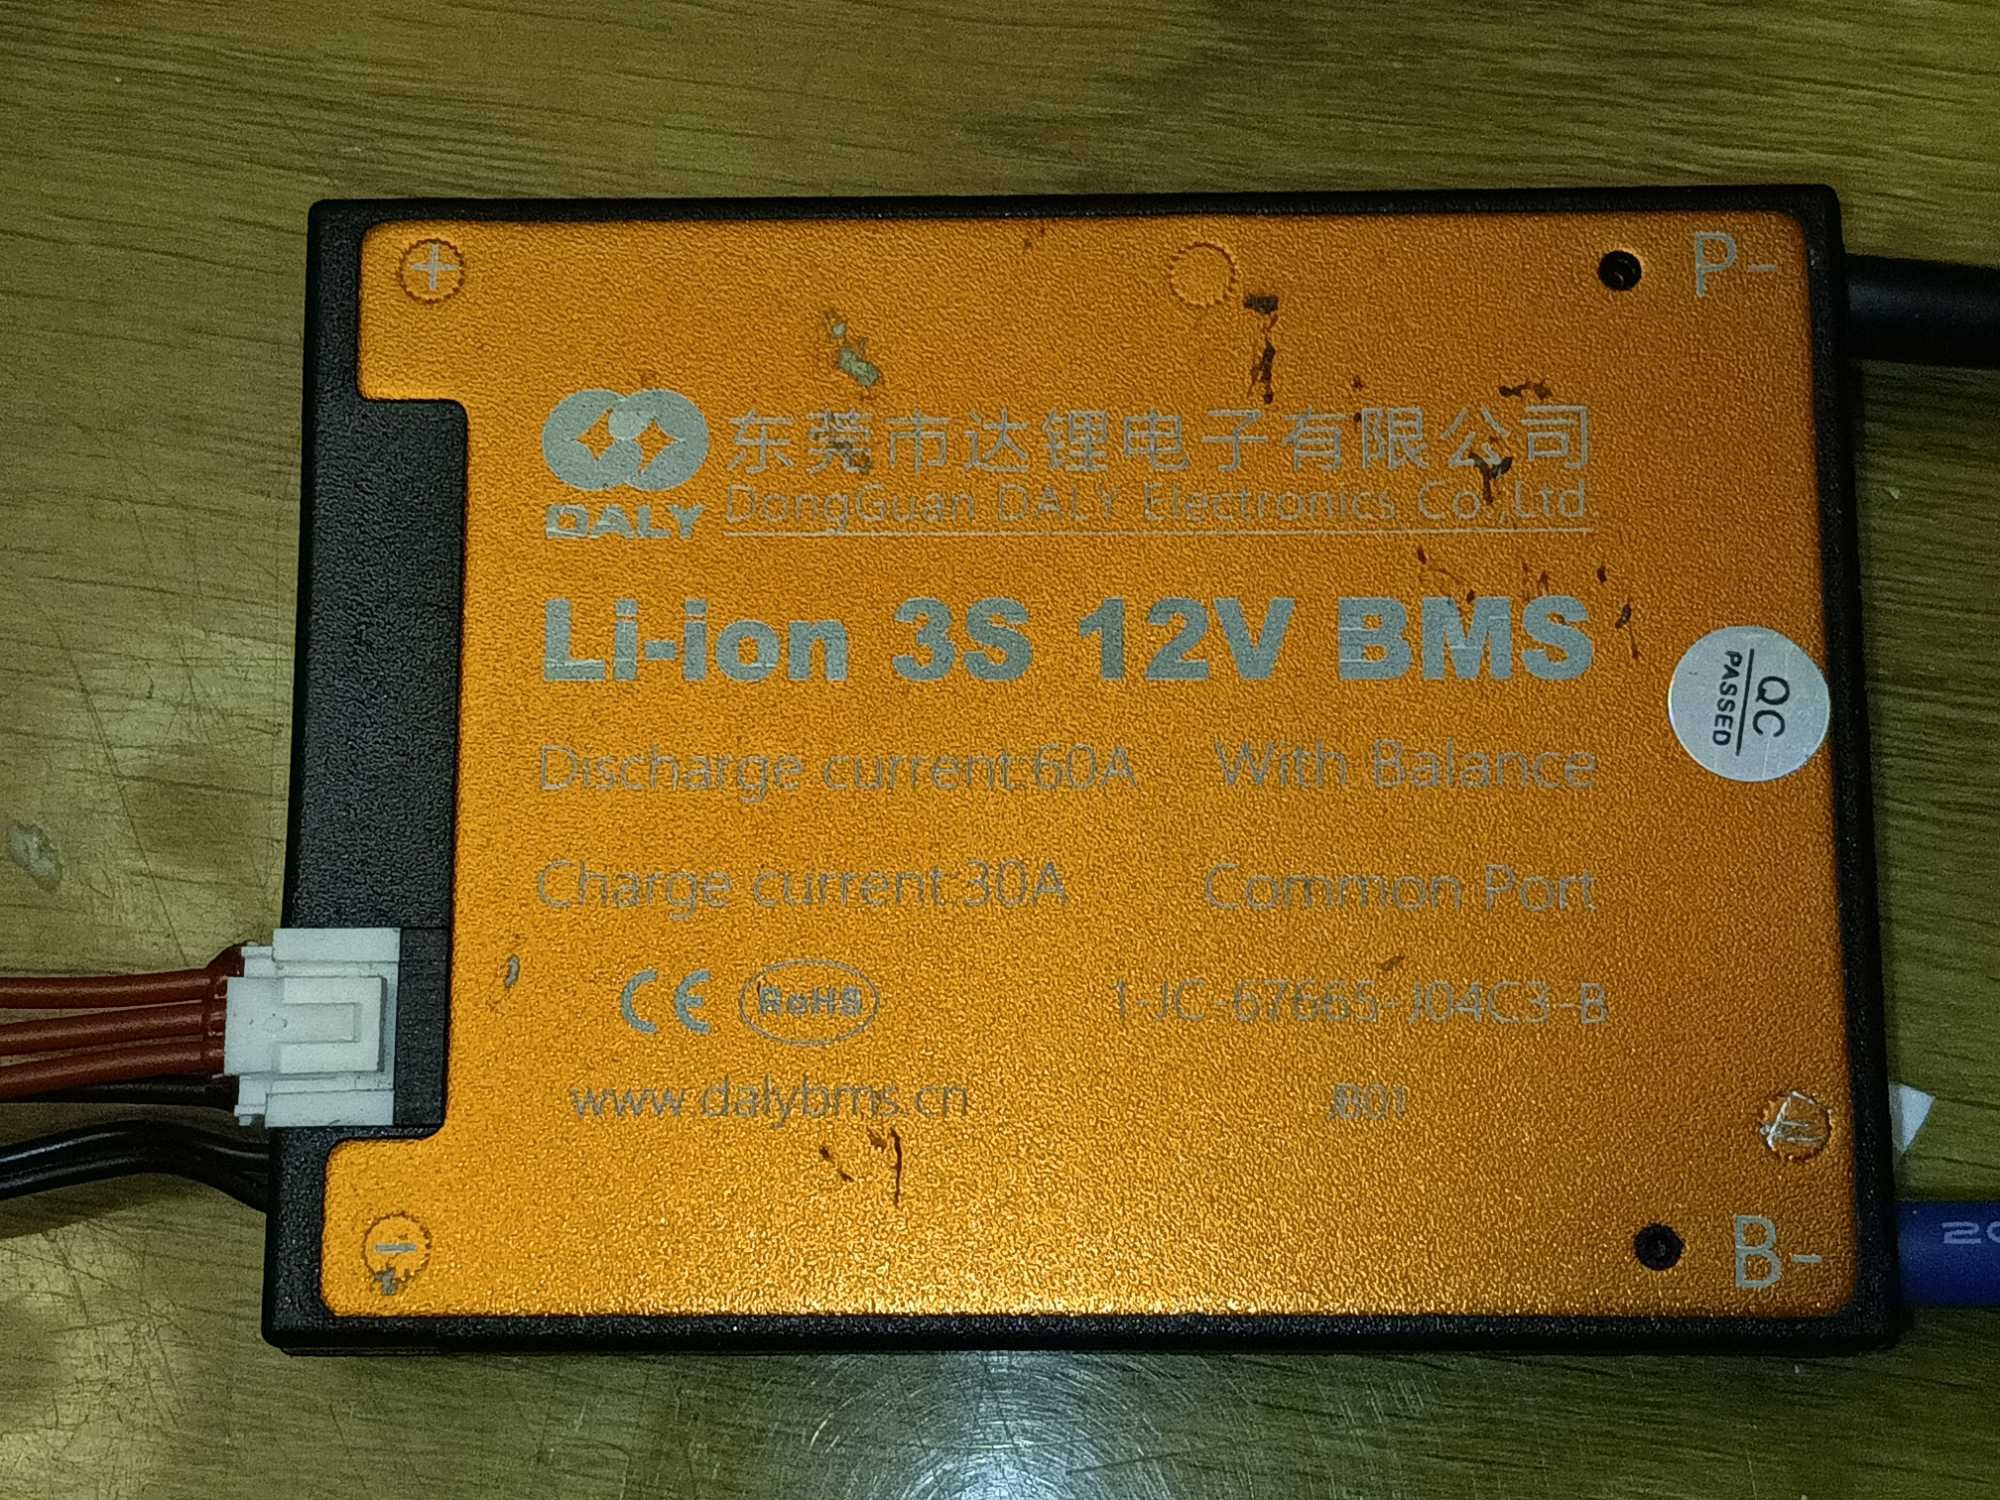 +
P-
东莞市达锂电子有限公司
DALY
DongGuan DALY Electronics Co.,Ltd.
Li-ion 3S 12V BMS
QC
PASSED
Discharge current:60A With Balance
Charge current:30A Common Port
CE RoHS 1-JC-67665-J04C3-B
www.dalybms.cn
B-
-